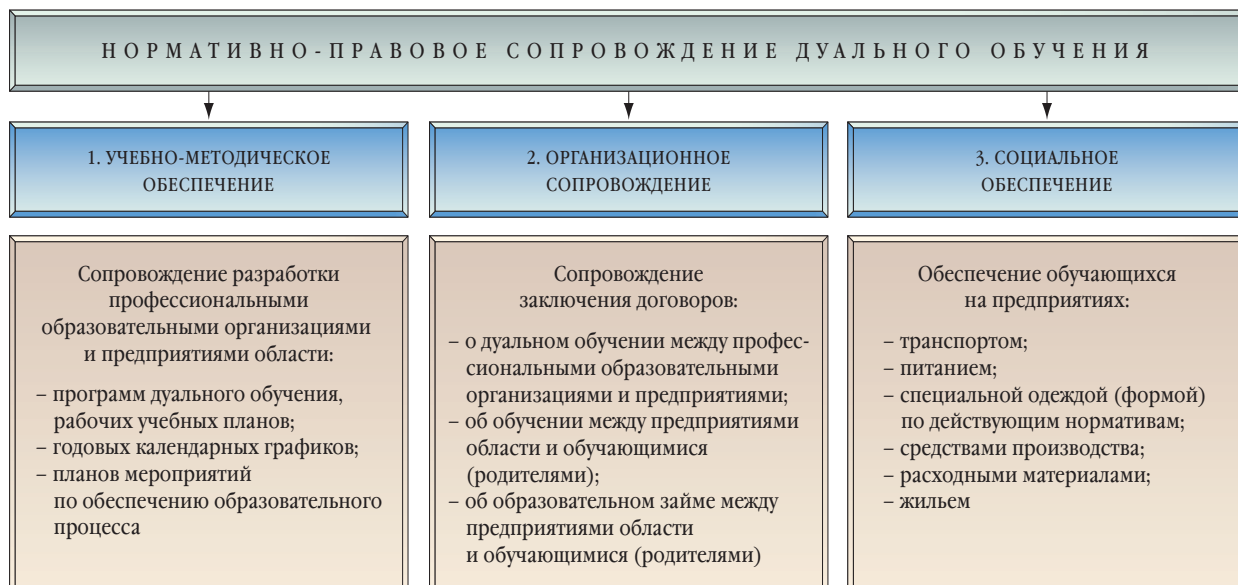 НОРМАТИВНО-ПРАВОВОЕ СОПРОВОЖДЕНИЕ ДУАЛЬНОГО ОБУЧЕНИЯ
1. УЧЕБНО-МЕТОДИЧЕСКОЕ
ОБЕСПЕЧЕНИЕ
Сопровождение разработки
профессиональными
образовательными организациями
и предприятиями области:
– программ дуального обучения,
рабочих учебных планов;
– годовых календарных графиков;
– планов мероприятий
по обеспечению образовательного
процесса
2. ОРГАНИЗАЦИОННОЕ
СОПРОВОЖДЕНИЕ
Сопровождение
заключения договоров:
– о дуальном обучении между профес-
сиональными образовательными
организациями и предприятиями;
– об обучении между предприятиями
области и обучающимися
(родителями);
– об образовательном займе между
предприятиями области
и обучающимися (родителями)
3. СОЦИАЛЬНОЕ
ОБЕСПЕЧЕНИЕ
Обеспечение обучающихся
на предприятиях:
– транспортом;
– питанием;
– специальной одеждой (формой)
по действующим нормативам;
– средствами производства;
– расходными материалами;
– жильем